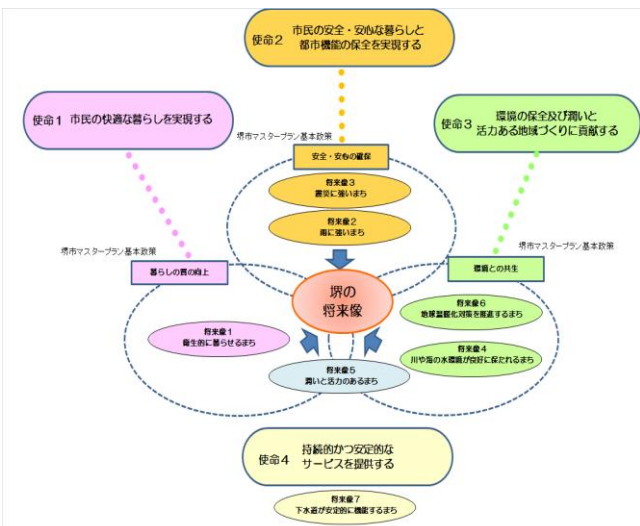 使命2
市民の安全・安心な暮らしと
都市機能の保全を実現する
使命1 市民の快適な暮らしを実現する
使命3
環境の保全及び潤いと
活力ある地域づくりに貢献する
堺市マスタープラン基本政策
安全・安心の確保
将来像3
震災に強いまち
将来像2
雨に強いまち
堺市マスタープラン基本政策
暮らしの質の向上
堺市マスタープラン基本政策
環境との共生
堺の
将来像
将来像1
衛生的に暮らせるまち
将来像6
地球温暖化対策を推進するまち
将来像4
川や海の水環境が良好に保たれるまち
将来像5
潤いと活力のあるまち
使命4
持続的かつ安定的な
サービスを提供する
将来像7
下水道が安定的に機能するまち